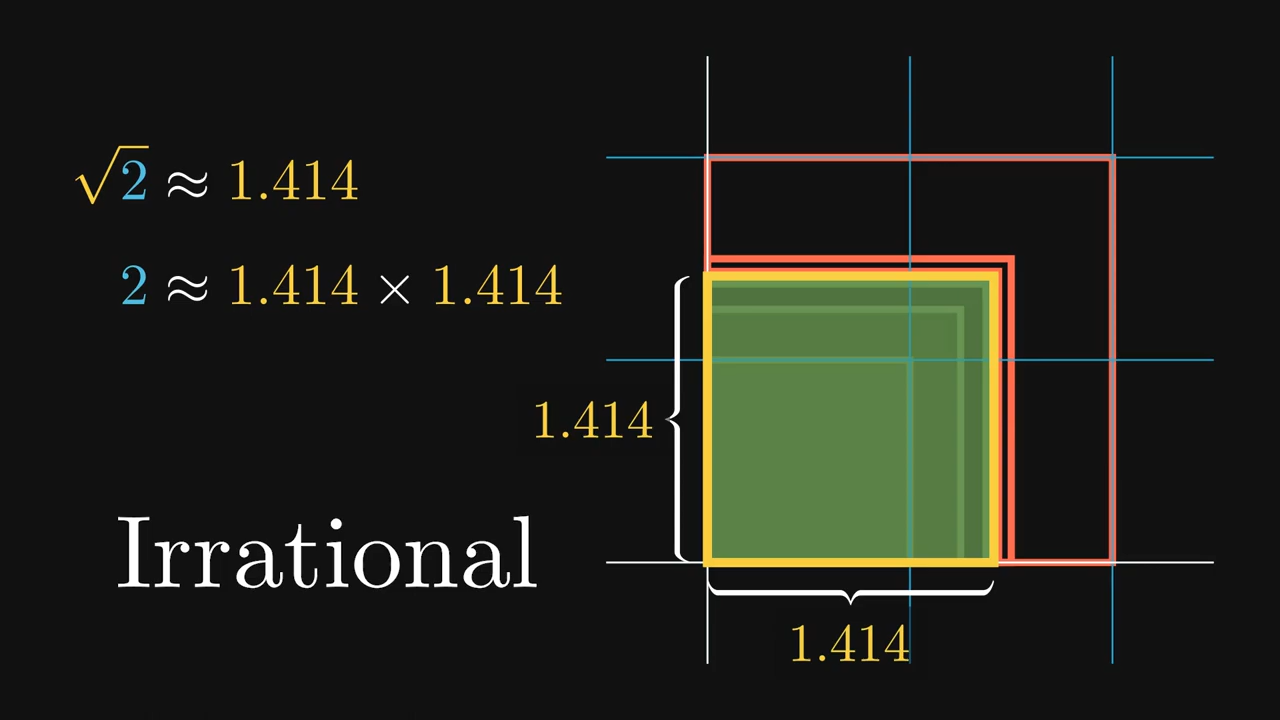 √2 ≈ 1.414
2 ≈ 1.414 × 1.414
1.414
Irrational
1.414